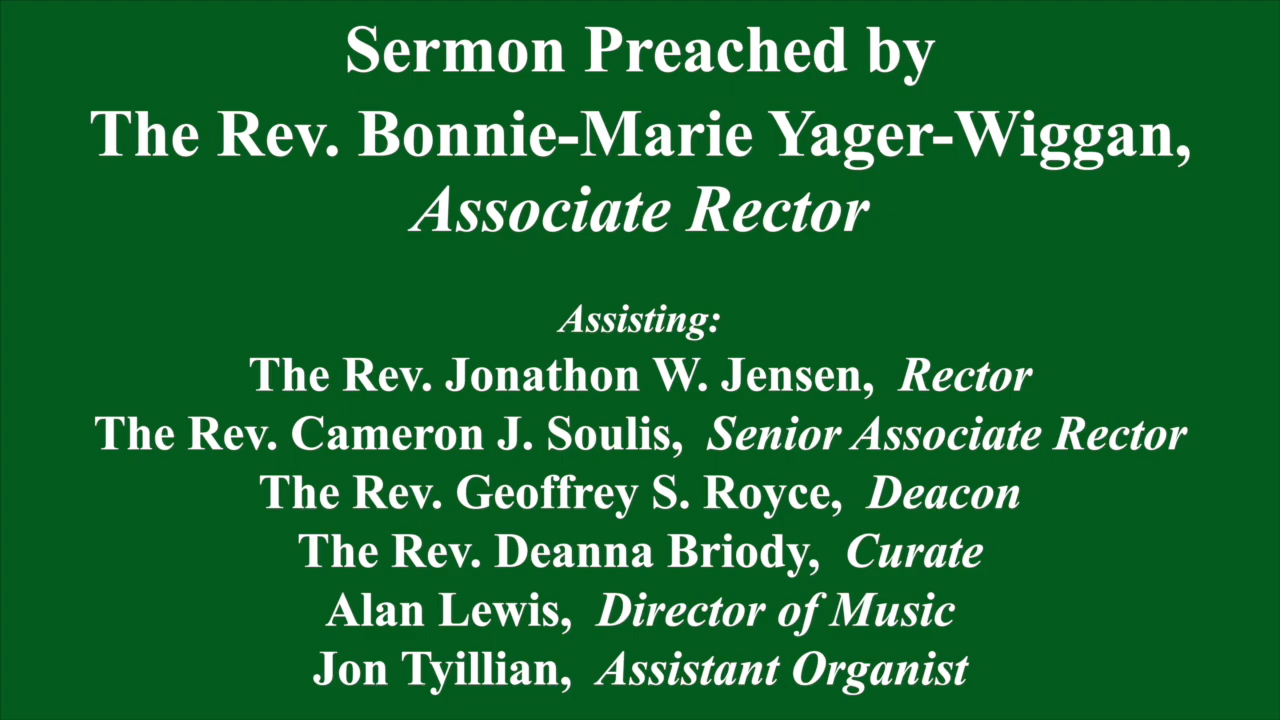 Sermon Preached by
The Rev. Bonnie-Marie Yager-Wiggan,
Associate Rector
Assisting:
The Rev. Jonathon W. Jensen, Rector
The Rev. Cameron J. Soulis, Senior Associate Rector
The Rev. Geoffrey S. Royce, Deacon
The Rev. Deanna Briody, Curate
Alan Lewis, Director of Music
Jon Tyillian, Assistant Organist